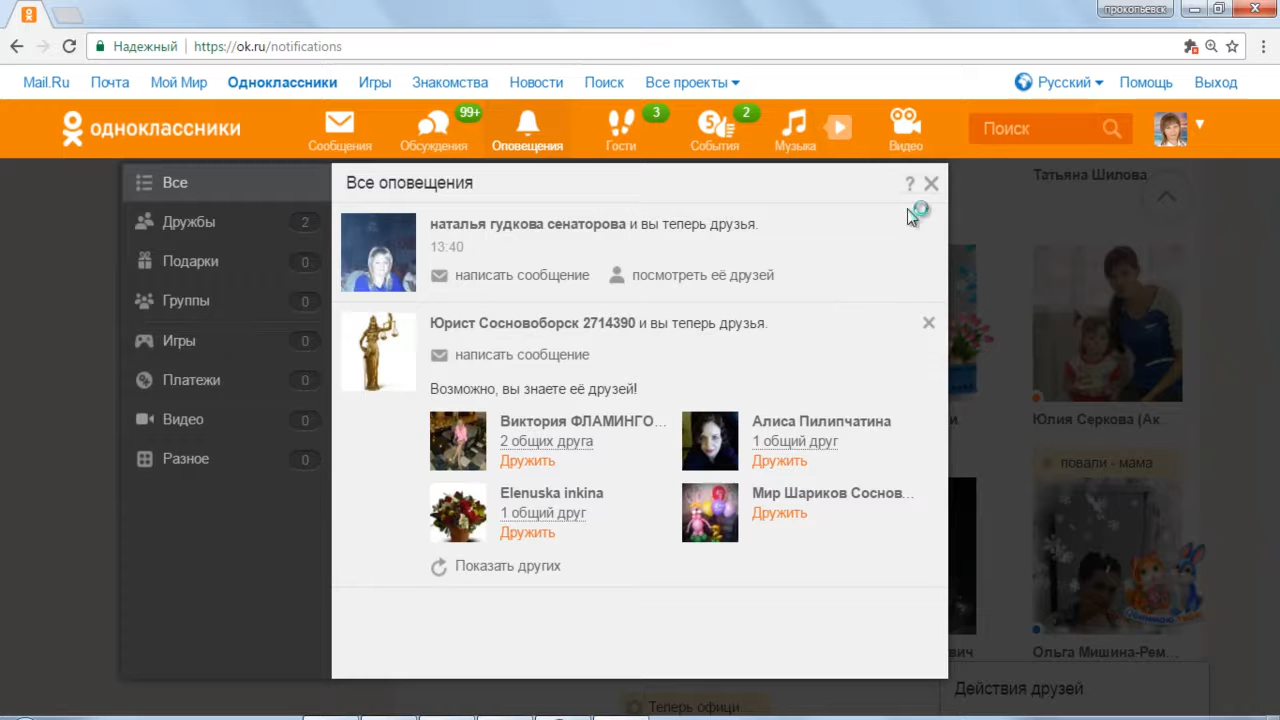 прокопьевск
Надежный https://ok.ru/notifications
Mail.Ru Почта Мой Мир Одноклассники Игры Знакомства Новости Поиск Все проекты Русский Помощь Выход
одноклассники
Сообщения
Обсуждения 99+
Оповещения
Гости 3
События 5 2
Музыка
Видео
Поиск
Все
Дружбы 2
Подарки 0
Группы 0
Игры 0
Платежи 0
Видео 0
Разное 0
Все оповещения ?
наталья гудкова сенаторова и вы теперь друзья.
13:40
написать сообщение посмотреть её друзей
Юрист Сосновоборск 2714390 и вы теперь друзья.
написать сообщение
Возможно, вы знаете её друзей!
Виктория ФЛАМИНГО...
2 общих друга
Дружить
Алиса Пилипчатина
1 общий друг
Дружить
Elenuska inkina
1 общий друг
Дружить
Мир Шариков Соснов...
Дружить
Показать других
Татьяна Шилова
и.
Юлия Серкова (Ак
повали - мама
вич
Ольга Мишина-Рем...
Действия друзей
Теперь офици...